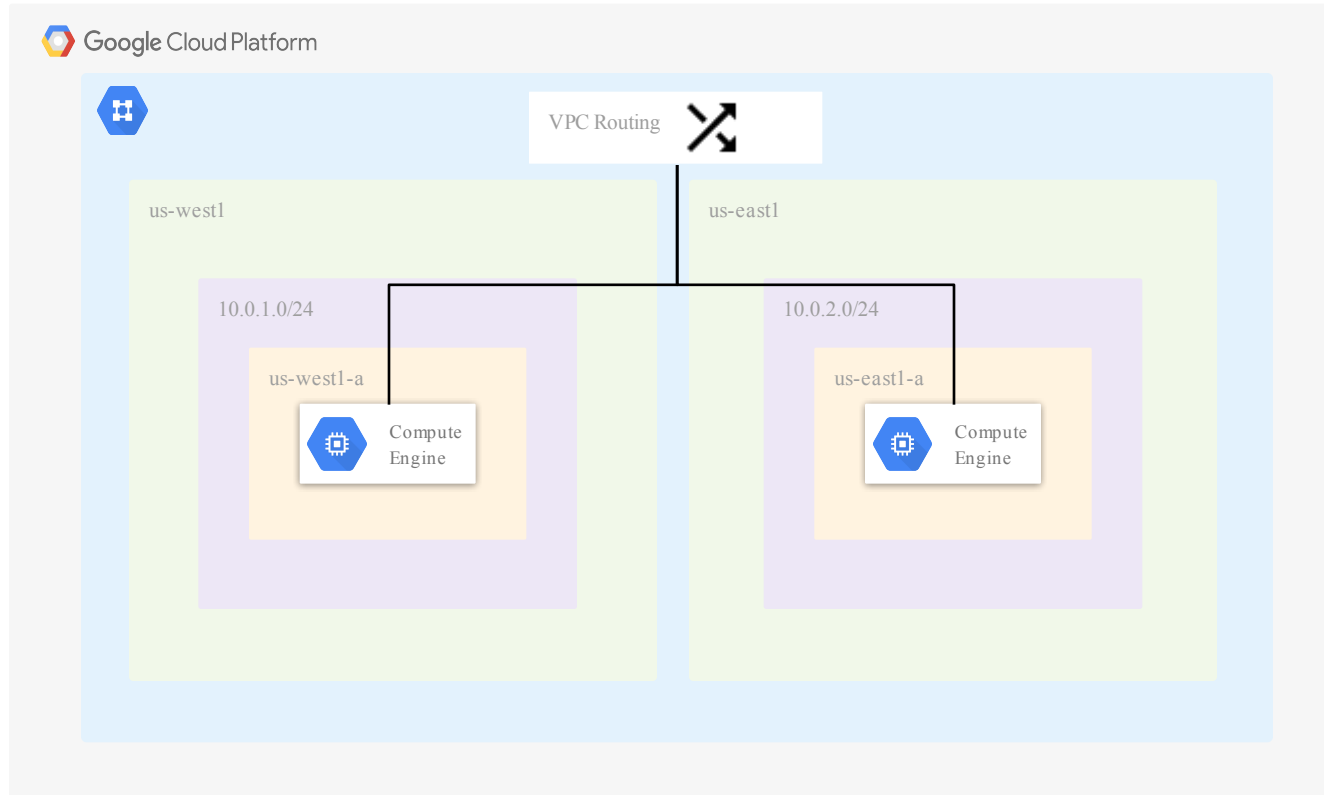 Google Cloud Platform
VPC Routing
us-west1
us-east1
10.0.1.0/24
10.0.2.0/24
us-west1-a
us-east1-a
Compute
Engine
Compute
Engine